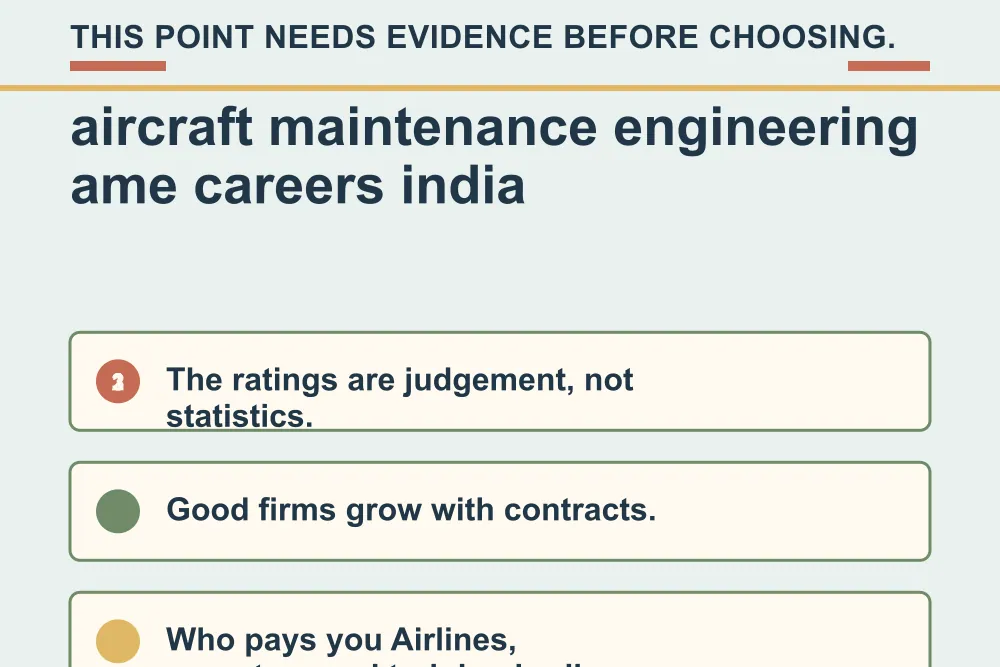 THIS POINT NEEDS EVIDENCE BEFORE CHOOSING.
aircraft maintenance engineering
ame careers india
The ratings are judgement, not
statistics.
Good firms grow with contracts.
Who pays you Airlines,